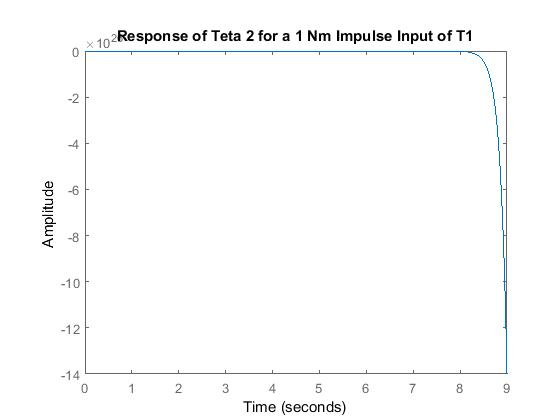 Response of Teta 2 for a 1 Nm Impulse Input of T1
0
-2
-4
-6
-8
-10
-12
-14
Amplitude
0 1 2 3 4 5 6 7 8 9
Time (seconds)